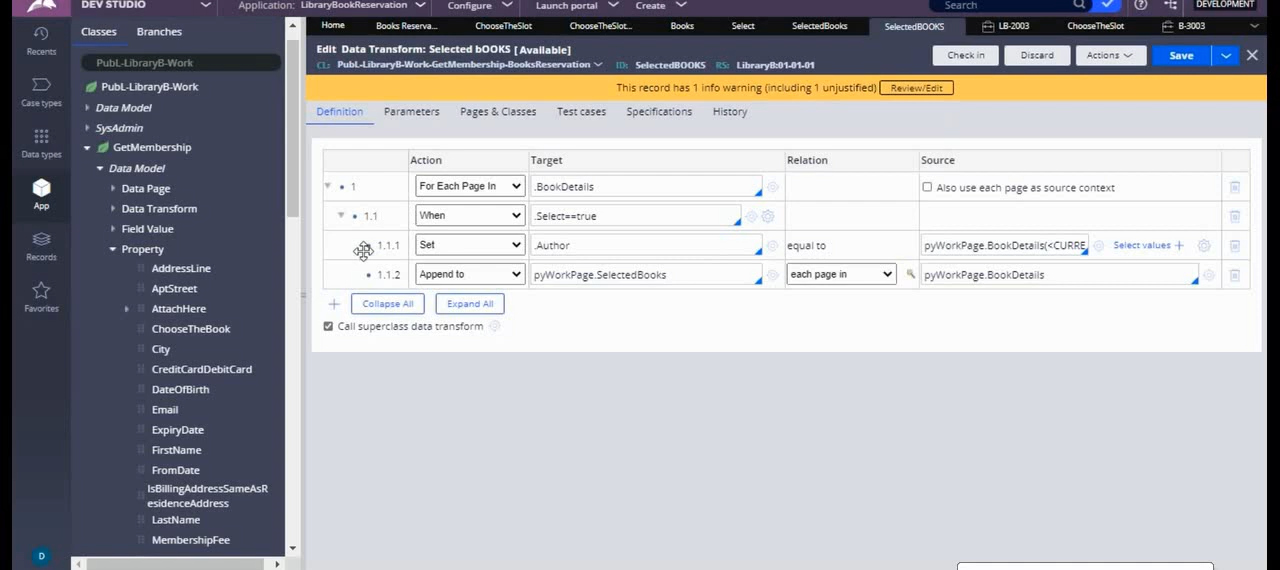 DEV STUDIO
Application: LibraryBookReservation
Configure
Launch portal
Create
Search
DEVELOPMENT
Home
Books Reserva...
ChooseTheSlot
ChooseTheSlot...
Books
Select
SelectedBooks
SelectedBOOKS
LB-2003
ChooseTheSlot
B-3003
Recents
Case types
Data types
App
Records
Favorites
D
Classes
Branches
PubL-LibraryB-Work
PubL-LibraryB-Work
Data Model
SysAdmin
GetMembership
Data Model
Data Page
Data Transform
Field Value
Property
AddressLine
AptStreet
AttachHere
ChooseTheBook
City
CreditCardDebitCard
DateOfBirth
Email
ExpiryDate
FirstName
FromDate
IsBillingAddressSameAsR
esidenceAddress
LastName
MembershipFee
Edit Data Transform: Selected bOOKS [Available]
CL: PubL-LibraryB-Work-GetMembership-BooksReservation ID: SelectedBOOKS RS: LibraryB:01-01-01
Check in
Discard
Actions
Save
This record has 1 info warning (including 1 unjustified) Review/Edit
Definition
Parameters
Pages & Classes
Test cases
Specifications
History
Action Target Relation Source
1 For Each Page In .BookDetails Also use each page as source context
1.1 When .Select==true
1.1.1 Set .Author equal to pyWorkPage.BookDetails(<CURRE Select values +
1.1.2 Append to pyWorkPage.SelectedBooks each page in pyWorkPage.BookDetails
+ Collapse All Expand All
Call superclass data transform